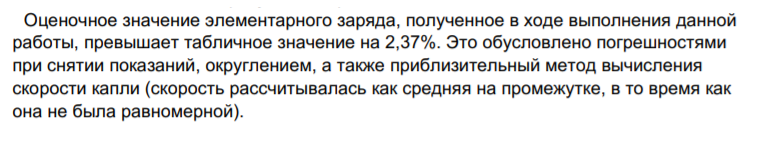 Оценочное значение элементарного заряда, полученное в ходе выполнения данной
работы, превышает табличное значение на 2,37%. Это обусловлено погрешностями
при снятии показаний, округлением, а также приблизительный метод вычисления
скорости капли (скорость рассчитывалась как средняя на промежутке, в то время как
она не была равномерной).